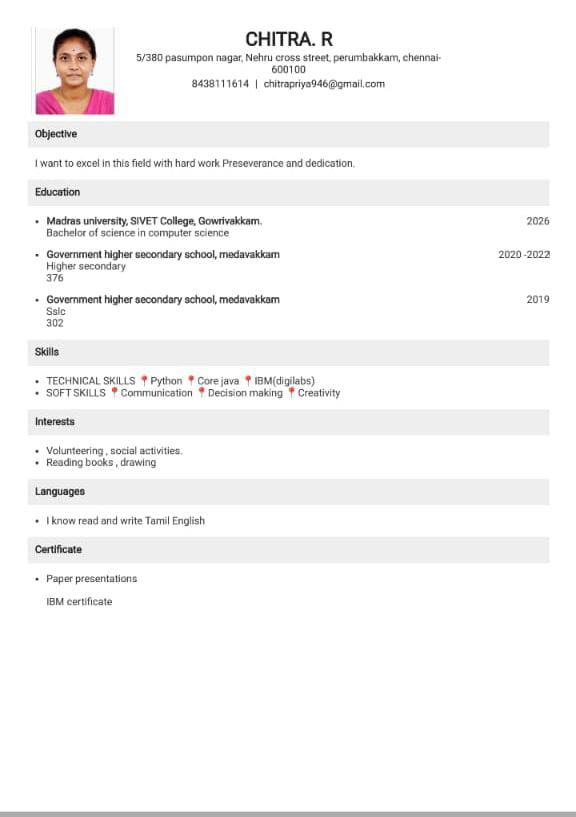 CHITRA. R
5/380 pasumpon nagar, Nehru cross street, perumbakkam, chennai-
600100
8438111614 | chitrapriya946@gmail.com
Objective
I want to excel in this field with hard work Preseverance and dedication.
Education
• Madras university, SIVET College, Gowrivakkam. 2026
Bachelor of science in computer science
• Government higher secondary school, medavakkam 2020 -2022
Higher secondary
376
• Government higher secondary school, medavakkam 2019
Sslc
302
Skills
• TECHNICAL SKILLS 📍Python 📍Core java 📍IBM(digilabs)
• SOFT SKILLS 📍Communication 📍Decision making 📍Creativity
Interests
• Volunteering , social activities.
• Reading books , drawing
Languages
• I know read and write Tamil English
Certificate
• Paper presentations
IBM certificate